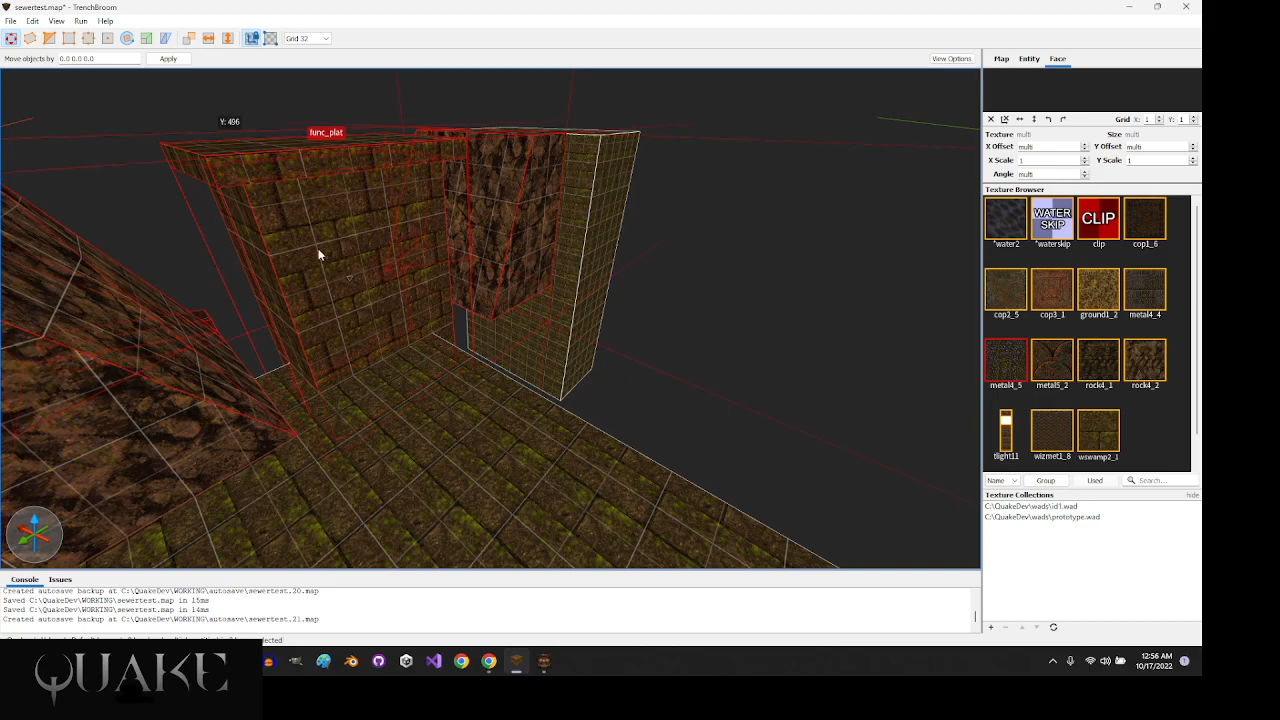 sewertest.map* - TrenchBroom
File Edit View Run Help
Grid 32
Move objects by 0.0 0.0 0.0 Apply View Options
Map Entity Face
Y: 496
func_plat
Grid X: 1 Y: 1
Texture multi Size multi
X Offset multi Y Offset multi
X Scale 1 Y Scale 1
Angle multi
Texture Browser
WATER SKIP CLIP
*water2 *waterskip clip cop1_6
cop2_5 cop3_1 ground1_2 metal4_4
metal4_5 metal5_2 rock4_1 rock4_2
tlight11 wizmet1_8 wswamp2_1
Name Group Used Search...
Texture Collections hide
C:\QuakeDev\wads\id1.wad
C:\QuakeDev\wads\prototype.wad
Console Issues
Created autosave backup at C:\QuakeDev\WORKING\autosave\sewertest.20.map
Saved C:\QuakeDev\WORKING\sewertest.map in 15ms
Saved C:\QuakeDev\WORKING\sewertest.map in 14ms
Created autosave backup at C:\QuakeDev\WORKING\autosave\sewertest.21.map
QUAKE
12:56 AM
10/17/2022
1